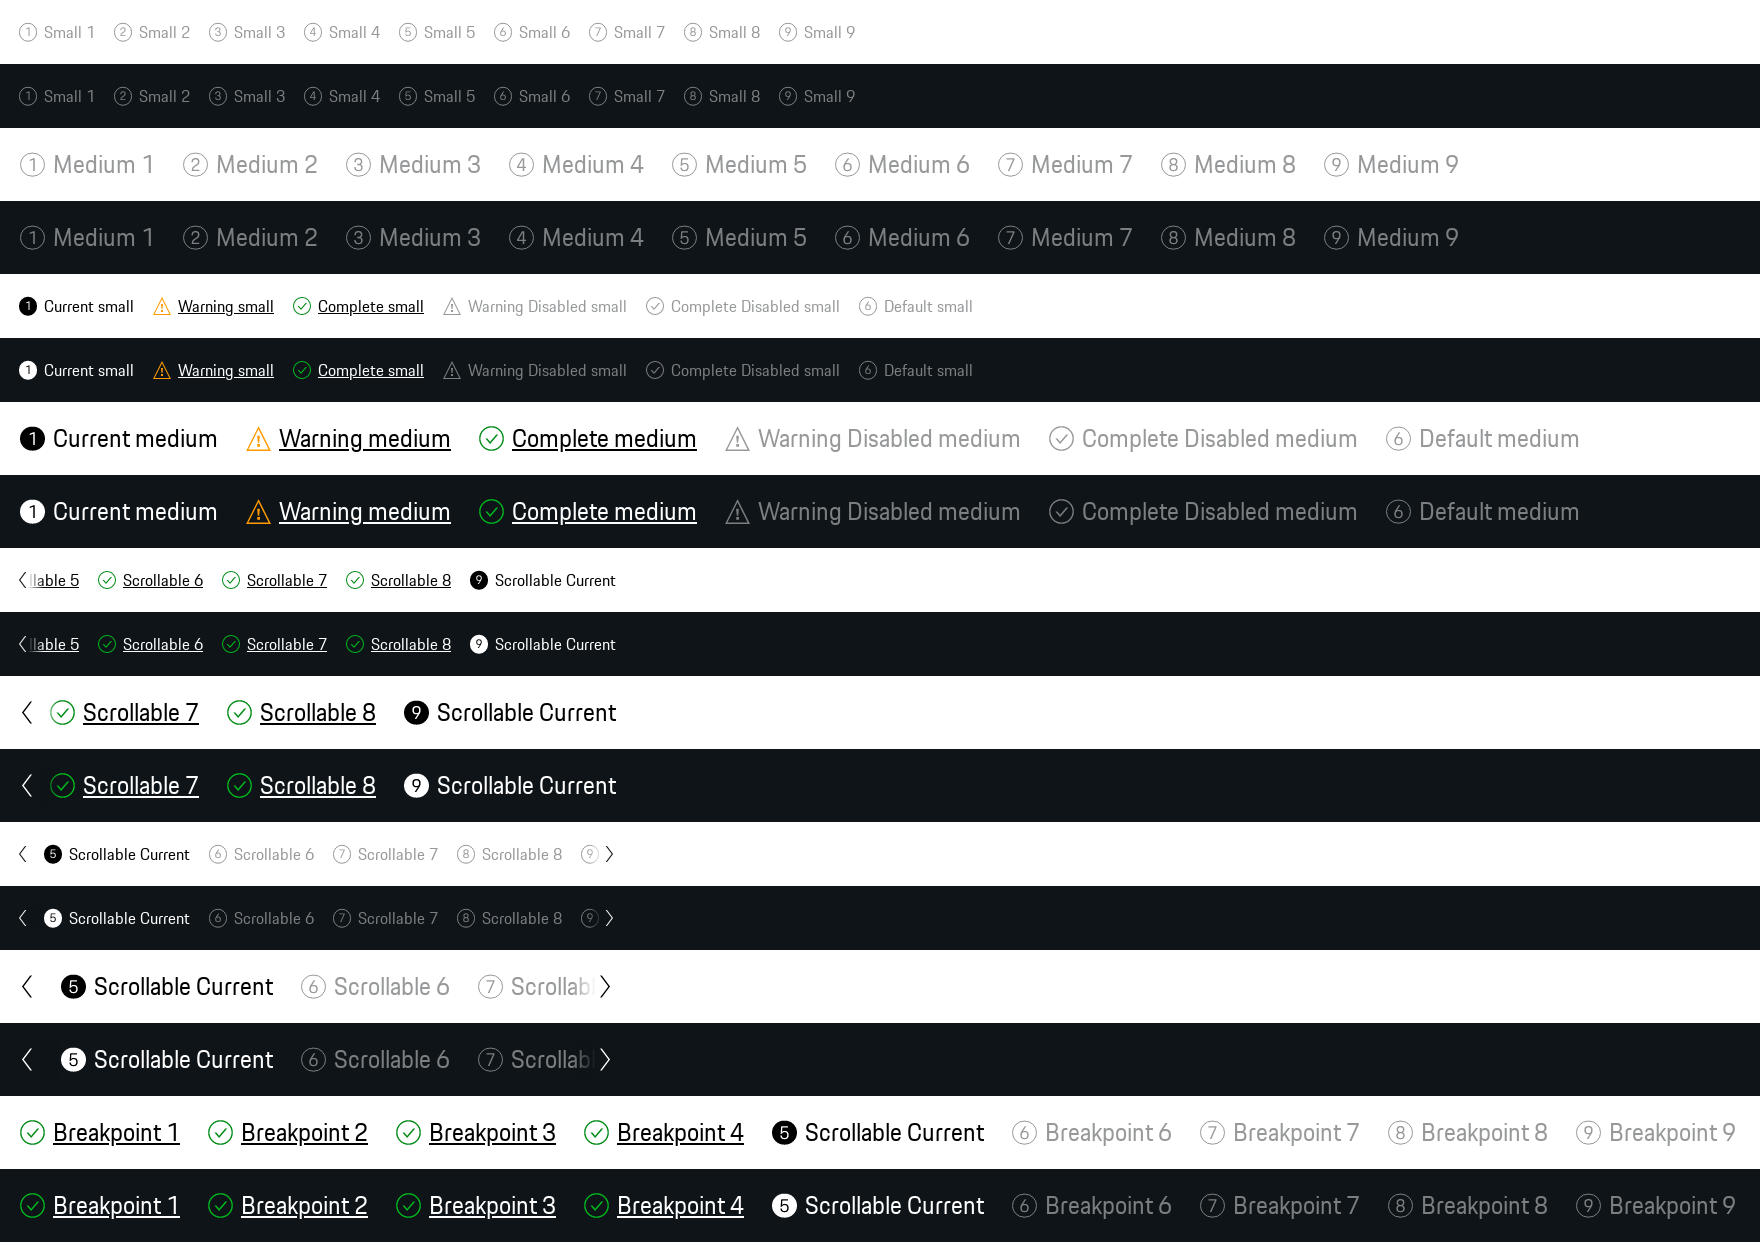 1 Small 1 2 Small 2 3 Small 3 4 Small 4 5 Small 5 6 Small 6 7 Small 7 8 Small 8 9 Small 9
1 Small 1 2 Small 2 3 Small 3 4 Small 4 5 Small 5 6 Small 6 7 Small 7 8 Small 8 9 Small 9
1 Medium 1 2 Medium 2 3 Medium 3 4 Medium 4 5 Medium 5 6 Medium 6 7 Medium 7 8 Medium 8 9 Medium 9
1 Medium 1 2 Medium 2 3 Medium 3 4 Medium 4 5 Medium 5 6 Medium 6 7 Medium 7 8 Medium 8 9 Medium 9
1 Current small Warning small Complete small Warning Disabled small Complete Disabled small 6 Default small
1 Current small Warning small Complete small Warning Disabled small Complete Disabled small 6 Default small
1 Current medium Warning medium Complete medium Warning Disabled medium Complete Disabled medium 6 Default medium
1 Current medium Warning medium Complete medium Warning Disabled medium Complete Disabled medium 6 Default medium
llable 5 Scrollable 6 Scrollable 7 Scrollable 8 9 Scrollable Current
llable 5 Scrollable 6 Scrollable 7 Scrollable 8 9 Scrollable Current
Scrollable 7 Scrollable 8 9 Scrollable Current
Scrollable 7 Scrollable 8 9 Scrollable Current
5 Scrollable Current 6 Scrollable 6 7 Scrollable 7 8 Scrollable 8 9
5 Scrollable Current 6 Scrollable 6 7 Scrollable 7 8 Scrollable 8 9
5 Scrollable Current 6 Scrollable 6 7 Scrollab
5 Scrollable Current 6 Scrollable 6 7 Scrollab
Breakpoint 1 Breakpoint 2 Breakpoint 3 Breakpoint 4 5 Scrollable Current 6 Breakpoint 6 7 Breakpoint 7 8 Breakpoint 8 9 Breakpoint 9
Breakpoint 1 Breakpoint 2 Breakpoint 3 Breakpoint 4 5 Scrollable Current 6 Breakpoint 6 7 Breakpoint 7 8 Breakpoint 8 9 Breakpoint 9